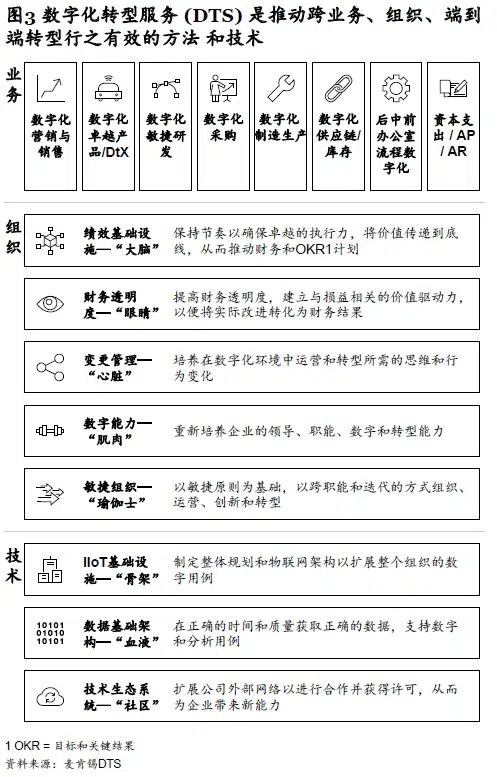 图3 数字化转型服务 (DTS) 是推动跨业务、组织、端到
端转型行之有效的方法 和技术
业务
数字化
营销与
销售
数字化
卓越产
品/DtX
数字化
敏捷研
发
数字化
采购
数字化
制造生产
数字化
供应链/
库存
后中前
办公室
流程数
字化
资本支
出 / AP
/ AR
组织
绩效基础设
施—“大脑”
保持节奏以确保卓越的执行力，将价值传递到底
线，从而推动财务和OKR1计划
财务透明
度—“眼睛”
提高财务透明度，建立与损益相关的价值驱动力，
以便将实际改进转化为财务结果
变更管理—
“心脏”
培养在数字化环境中运营和转型所需的思维和行
为变化
数字能力—
“肌肉”
重新培养企业的领导、职能、数字和转型能力
敏捷组织—
“瑜伽士”
以敏捷原则为基础，以跨职能和迭代的方式组织、
运营、创新和转型
技术
IIoT基础设
施—“骨架”
制定整体规划和物联网架构以扩展整个组织的数
字用例
10101
01010
10101
数据基础架
构—“血液”
在正确的时间和质量获取正确的数据，支持数字
和分析用例
技术生态系
统—“社区”
扩展公司外部网络以进行合作并获得许可，从而
为企业带来新能力
1 OKR = 目标和关键结果
资料来源：麦肯锡DTS